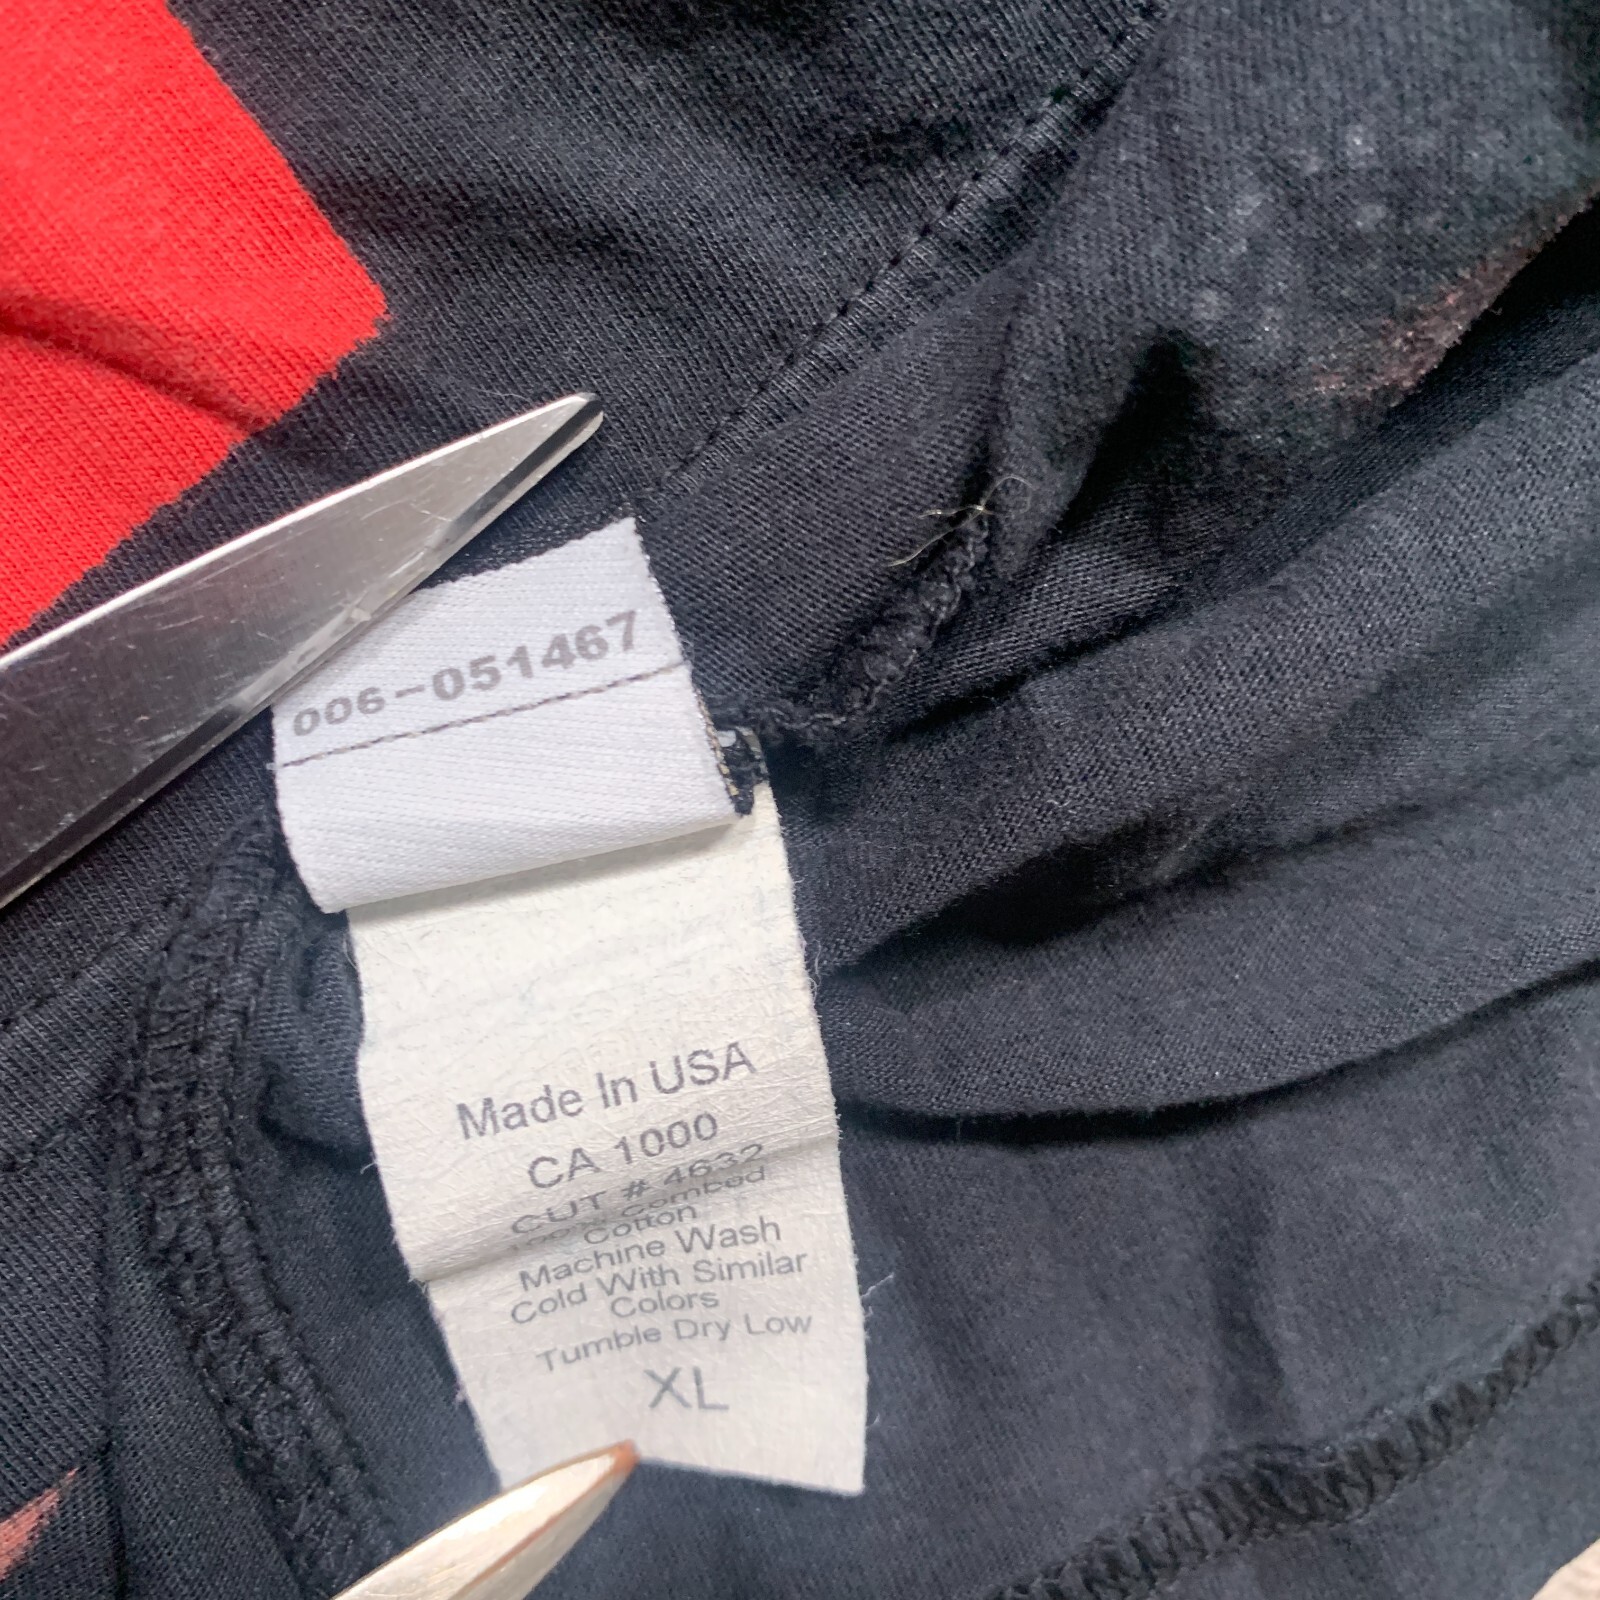 006-051467
Made In USA
CA 1000
CUT # 4632
100% Combed
Cotton
Machine Wash
Cold With Similar
Colors
Tumble Dry Low
XL